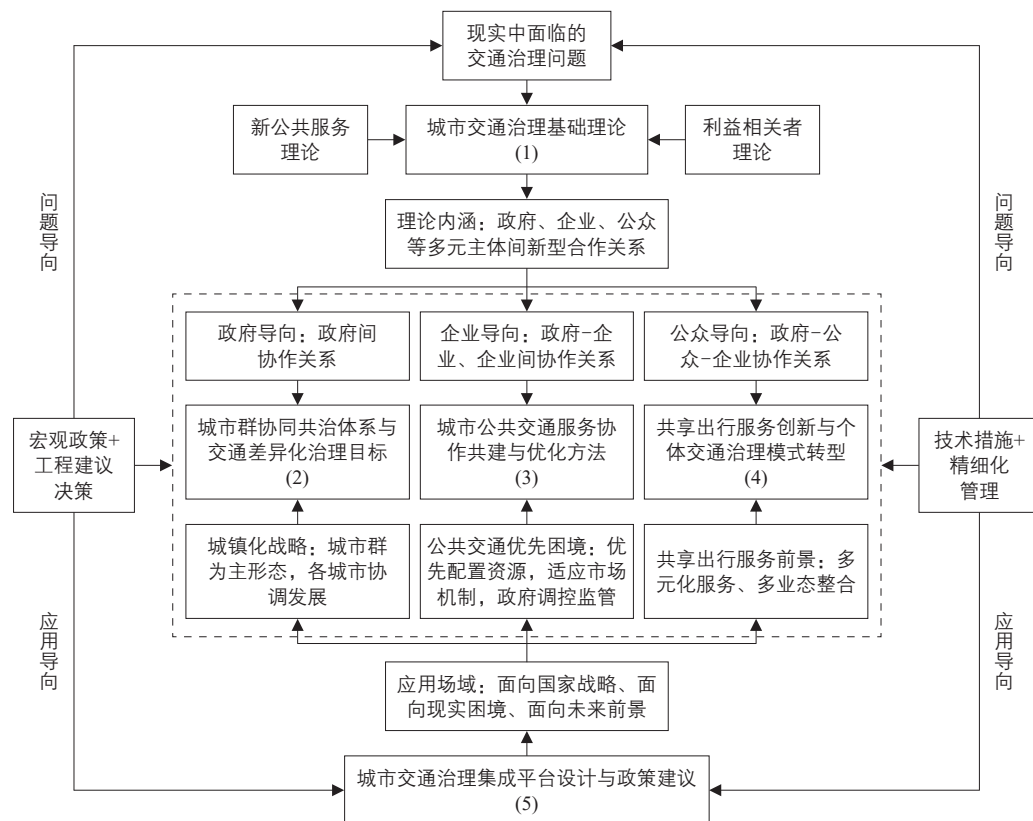 现实中面临的
交通治理问题
新公共服务
理论
城市交通治理基础理论
(1)
利益相关者
理论
问题导向
问题导向
理论内涵：政府、企业、公众
等多元主体间新型合作关系
政府导向：政府间
协作关系
企业导向：政府-企
业、企业间协作关系
公众导向：政府-公
众-企业协作关系
宏观政策+
工程建议
决策
城市群协同共治体系与
交通差异化治理目标
(2)
城市公共交通服务协
作共建与优化方法
(3)
共享出行服务创新与个
体交通治理模式转型
(4)
技术措施+
精细化
管理
城镇化战略：城市群
为主形态，各城市协
调发展
公共交通优先困境：优
先配置资源，适应市场
机制，政府调控监管
共享出行服务前景：多
元化服务、多业态整合
应用导向
应用导向
应用场域：面向国家战略、面
向现实困境、面向未来前景
城市交通治理集成平台设计与政策建议
(5)